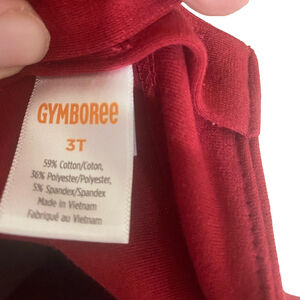 GYMBOREE
3T
59% Cotton/Coton,
36% Polyester/Polyester,
5% Spandex/Spandex
Made in Vietnam
Fabriqué au Vietnam